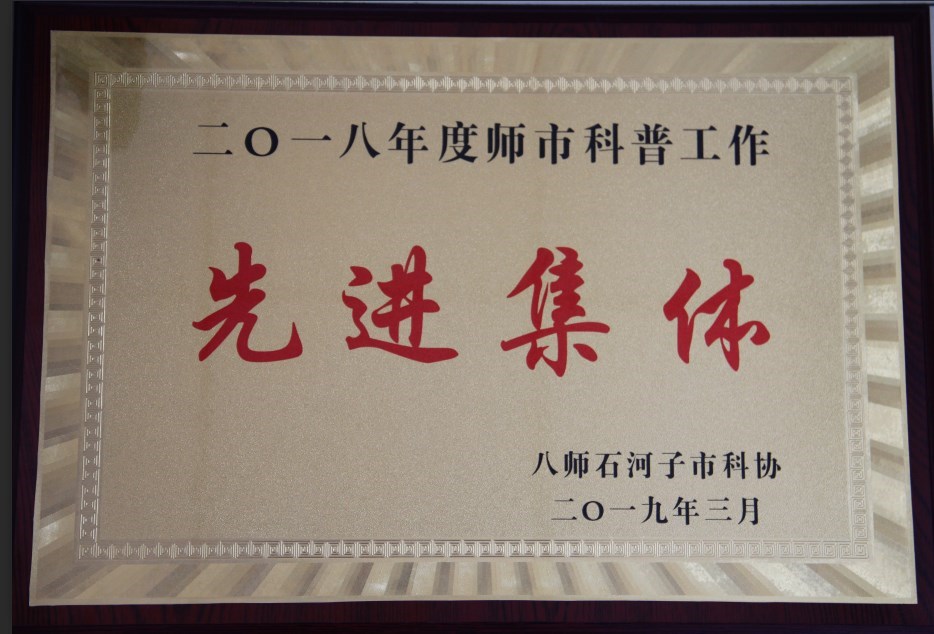 二〇一八年度师市科普工作
先进集体
八师石河子市科协
二〇一九年三月